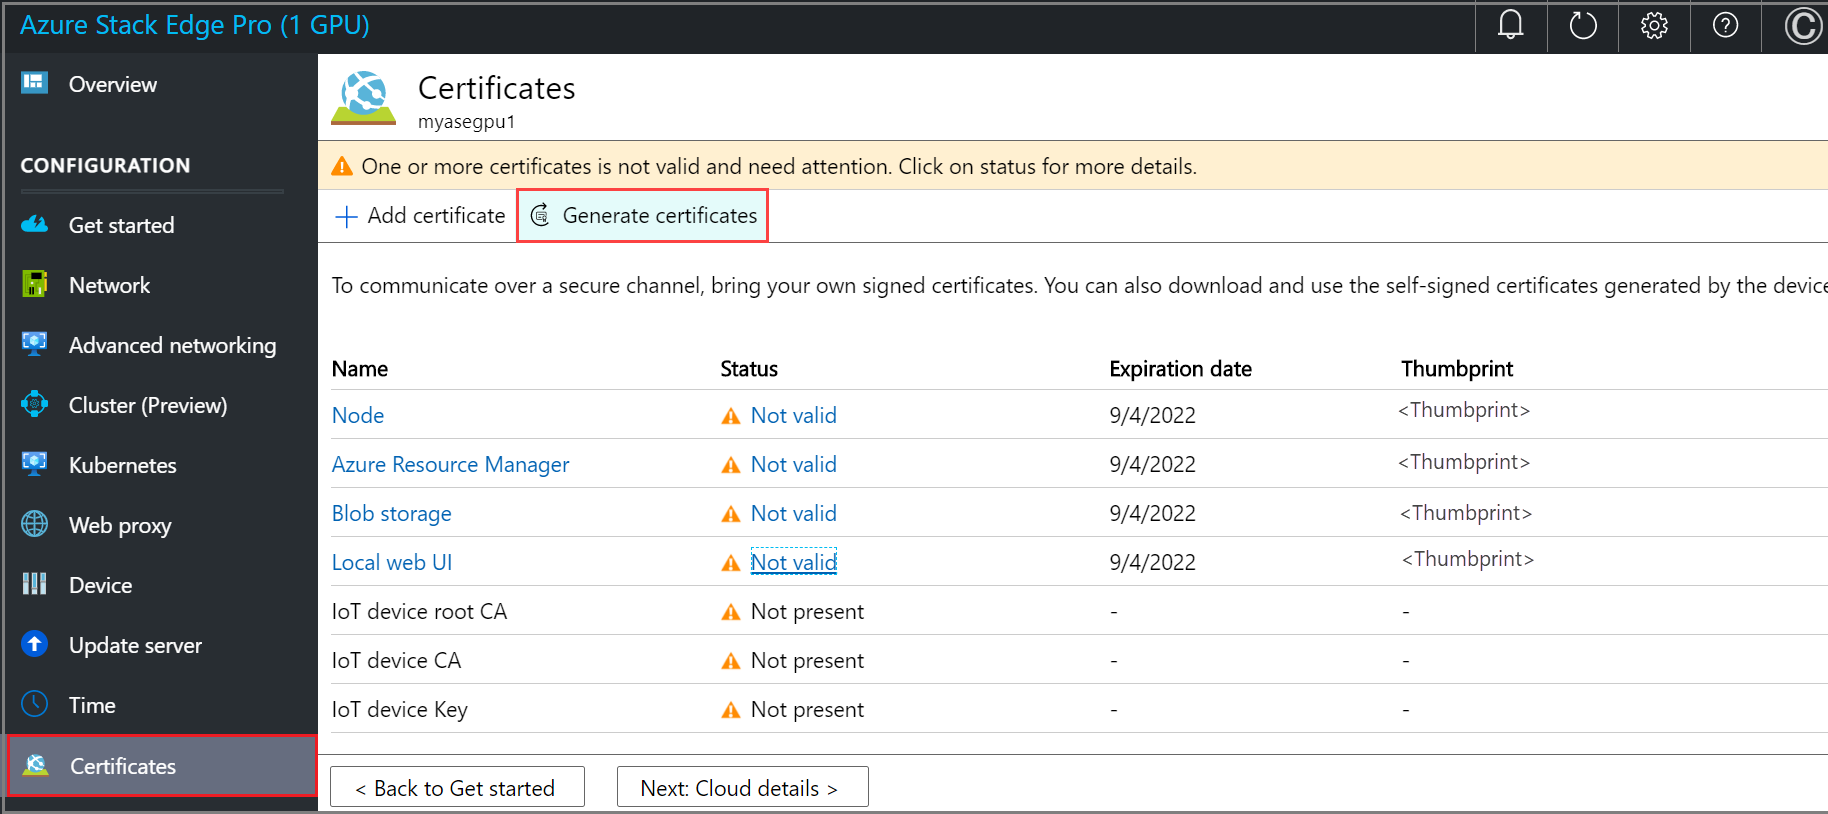 Azure Stack Edge Pro (1 GPU)
Overview
CONFIGURATION
Get started
Network
Advanced networking
Cluster (Preview)
Kubernetes
Web proxy
Device
Update server
Time
Certificates
Certificates
myasegpu1
One or more certificates is not valid and need attention. Click on status for more details.
Add certificate Generate certificates
To communicate over a secure channel, bring your own signed certificates. You can also download and use the self-signed certificates generated by the device
Name Status Expiration date Thumbprint
Node Not valid 9/4/2022 <Thumbprint>
Azure Resource Manager Not valid 9/4/2022 <Thumbprint>
Blob storage Not valid 9/4/2022 <Thumbprint>
Local web UI Not valid 9/4/2022 <Thumbprint>
IoT device root CA Not present - -
IoT device CA Not present - -
IoT device Key Not present - -
< Back to Get started Next: Cloud details >